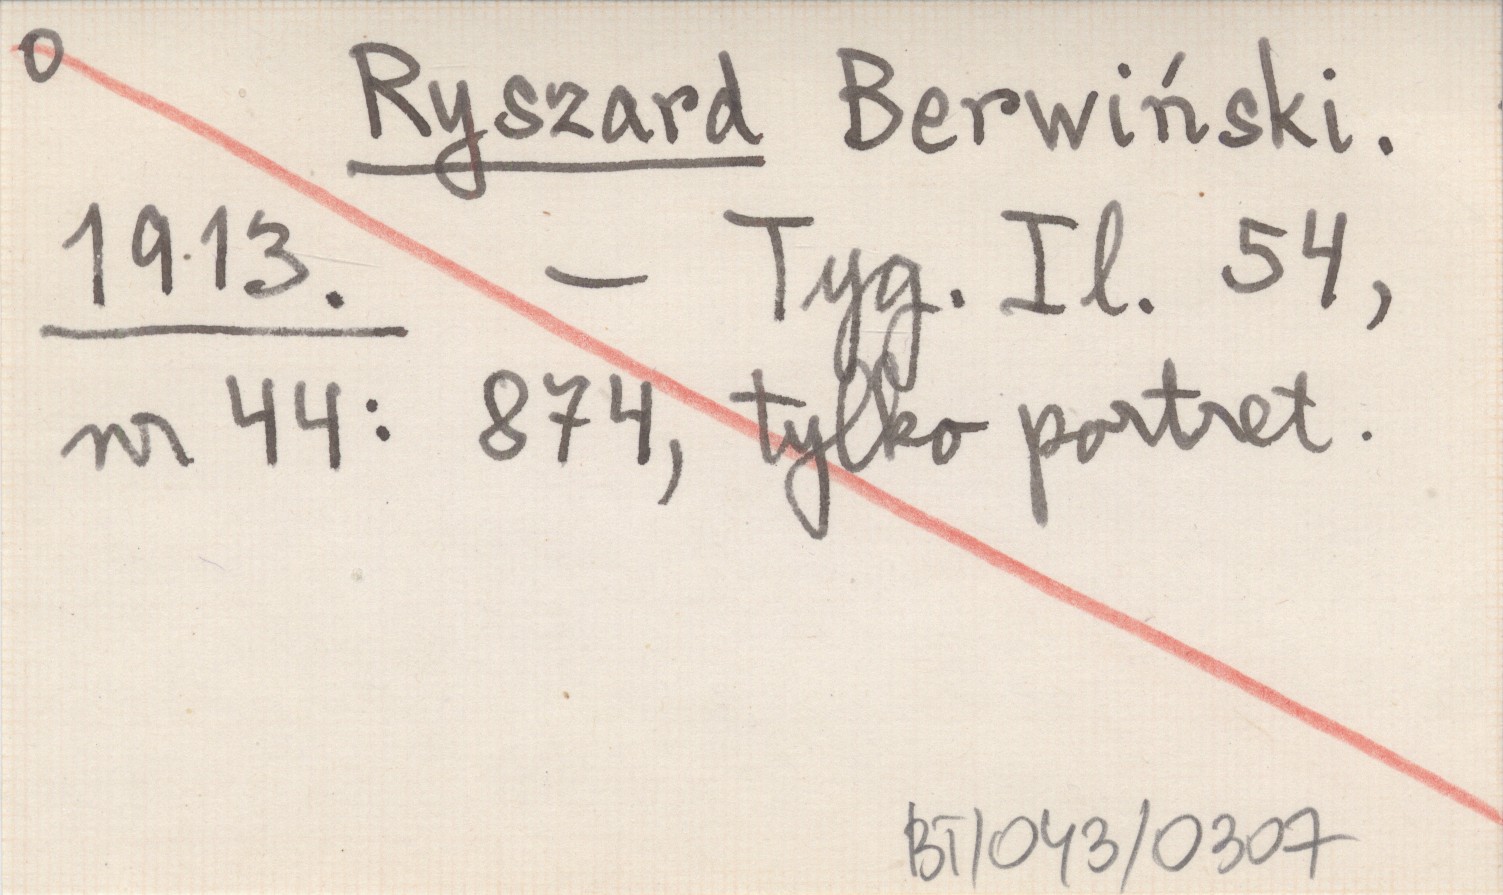 O Ryszard Berwiński.
1913. — Tyg. Il. 54,
nr 44: 874, tylko portret.
BT/043/0307